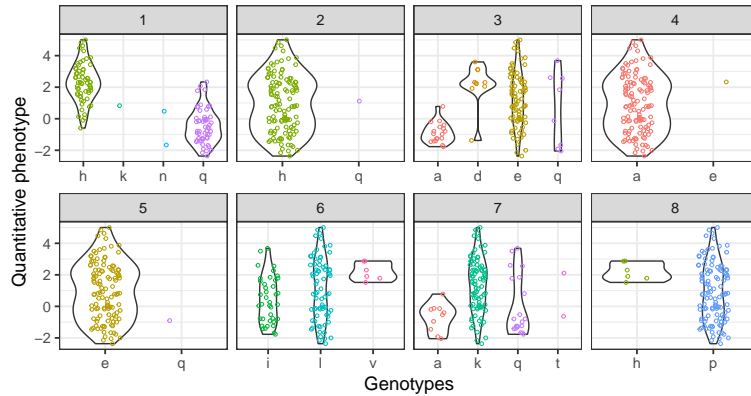 1 2 3 4
4
2
0
−2
h k n q h q a d e q a e
5 6 7 8
4
2
0
−2
e q i l v a k q t h p
Genotypes
Quantitative phenotype